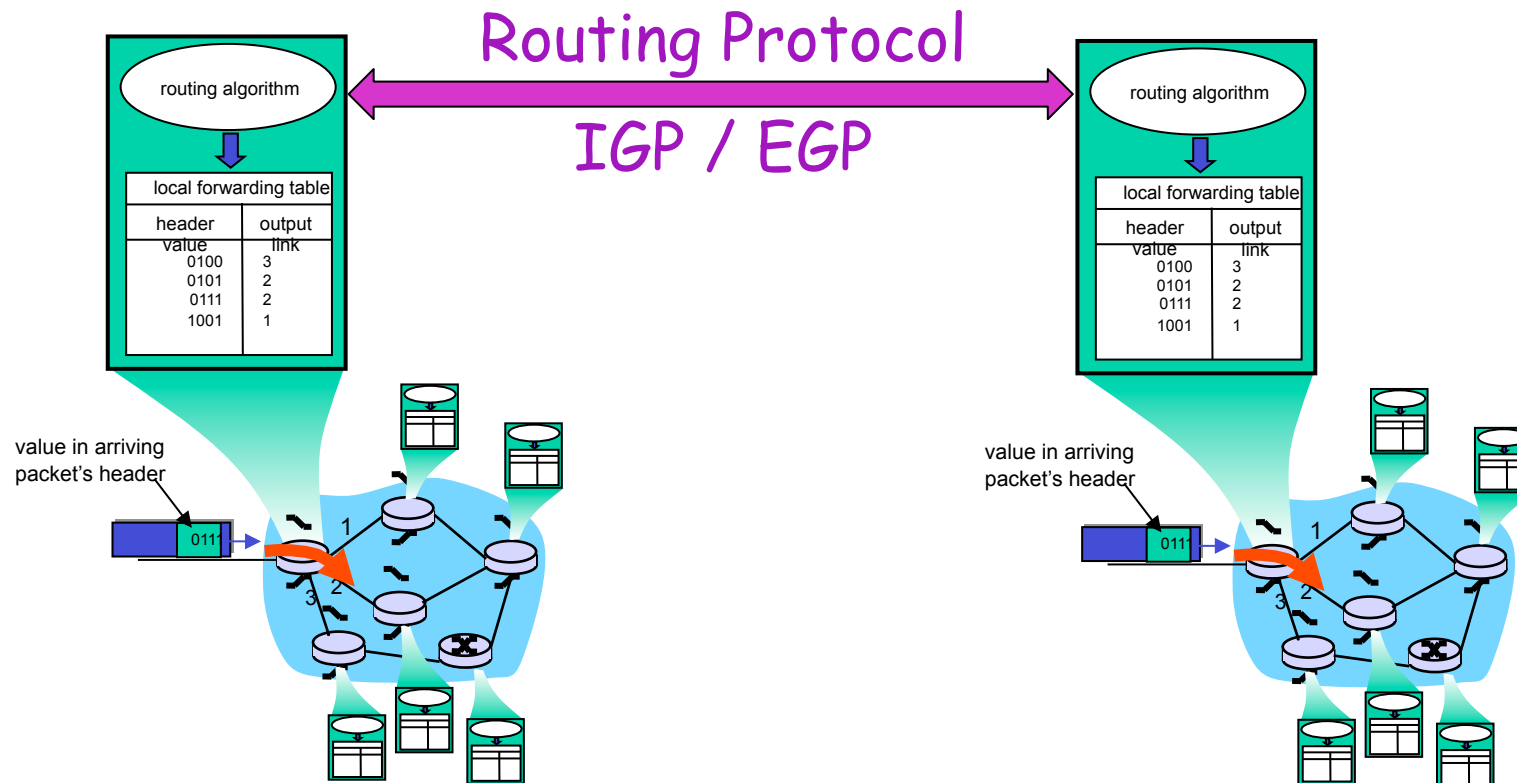 Routing Protocol
IGP / EGP
routing algorithm
local forwarding table
header value
output link
0100 3
0101 2
0111 2
1001 1
value in arriving
packet's header
0111
1
2
3
routing algorithm
local forwarding table
header value
output link
0100 3
0101 2
0111 2
1001 1
value in arriving
packet's header
0111
1
2
3